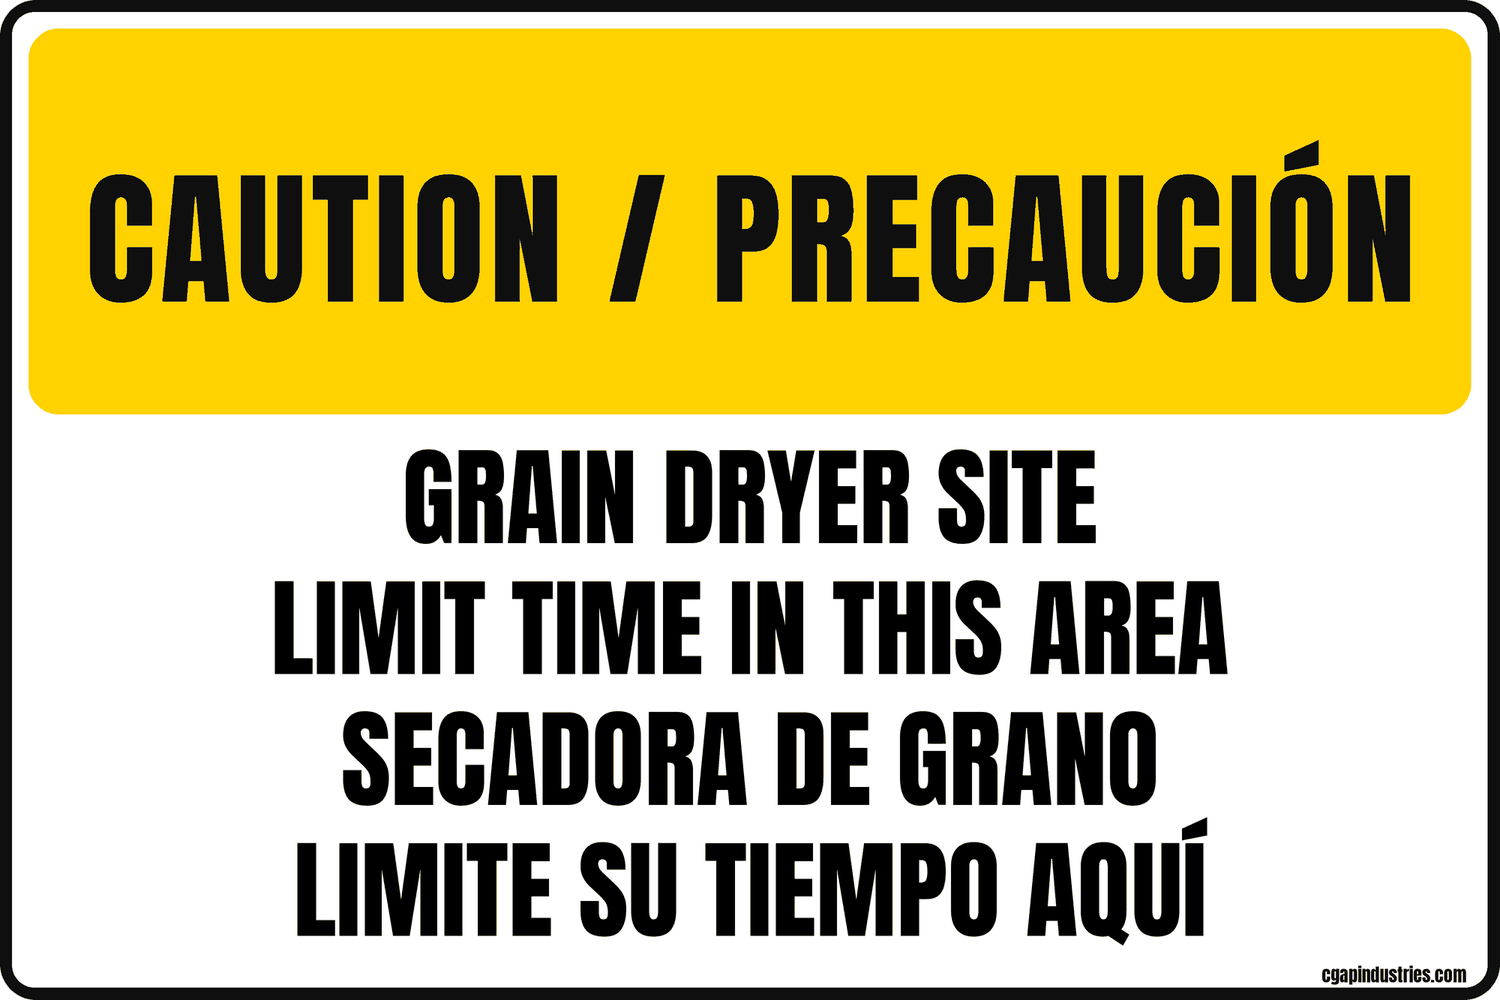 CAUTION / PRECAUCIÓN
GRAIN DRYER SITE
LIMIT TIME IN THIS AREA
SECADORA DE GRANO
LIMITE SU TIEMPO AQUÍ
cgapindustries.com